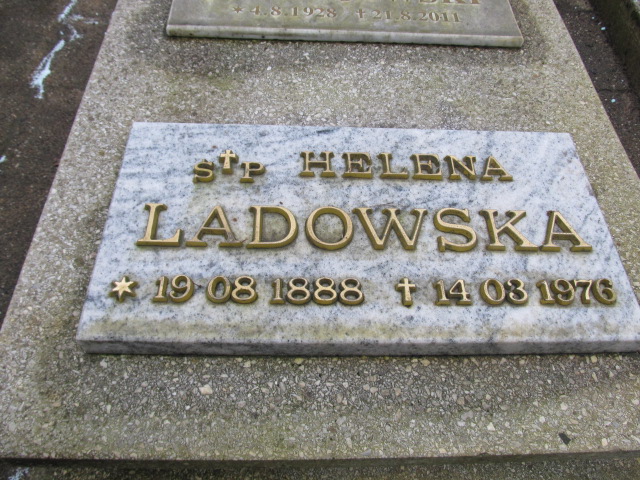 * 4.8.1928 †21.8.2011
S†P HELENA
LADOWSKA
* 19 08 1888 † 14 03 1976